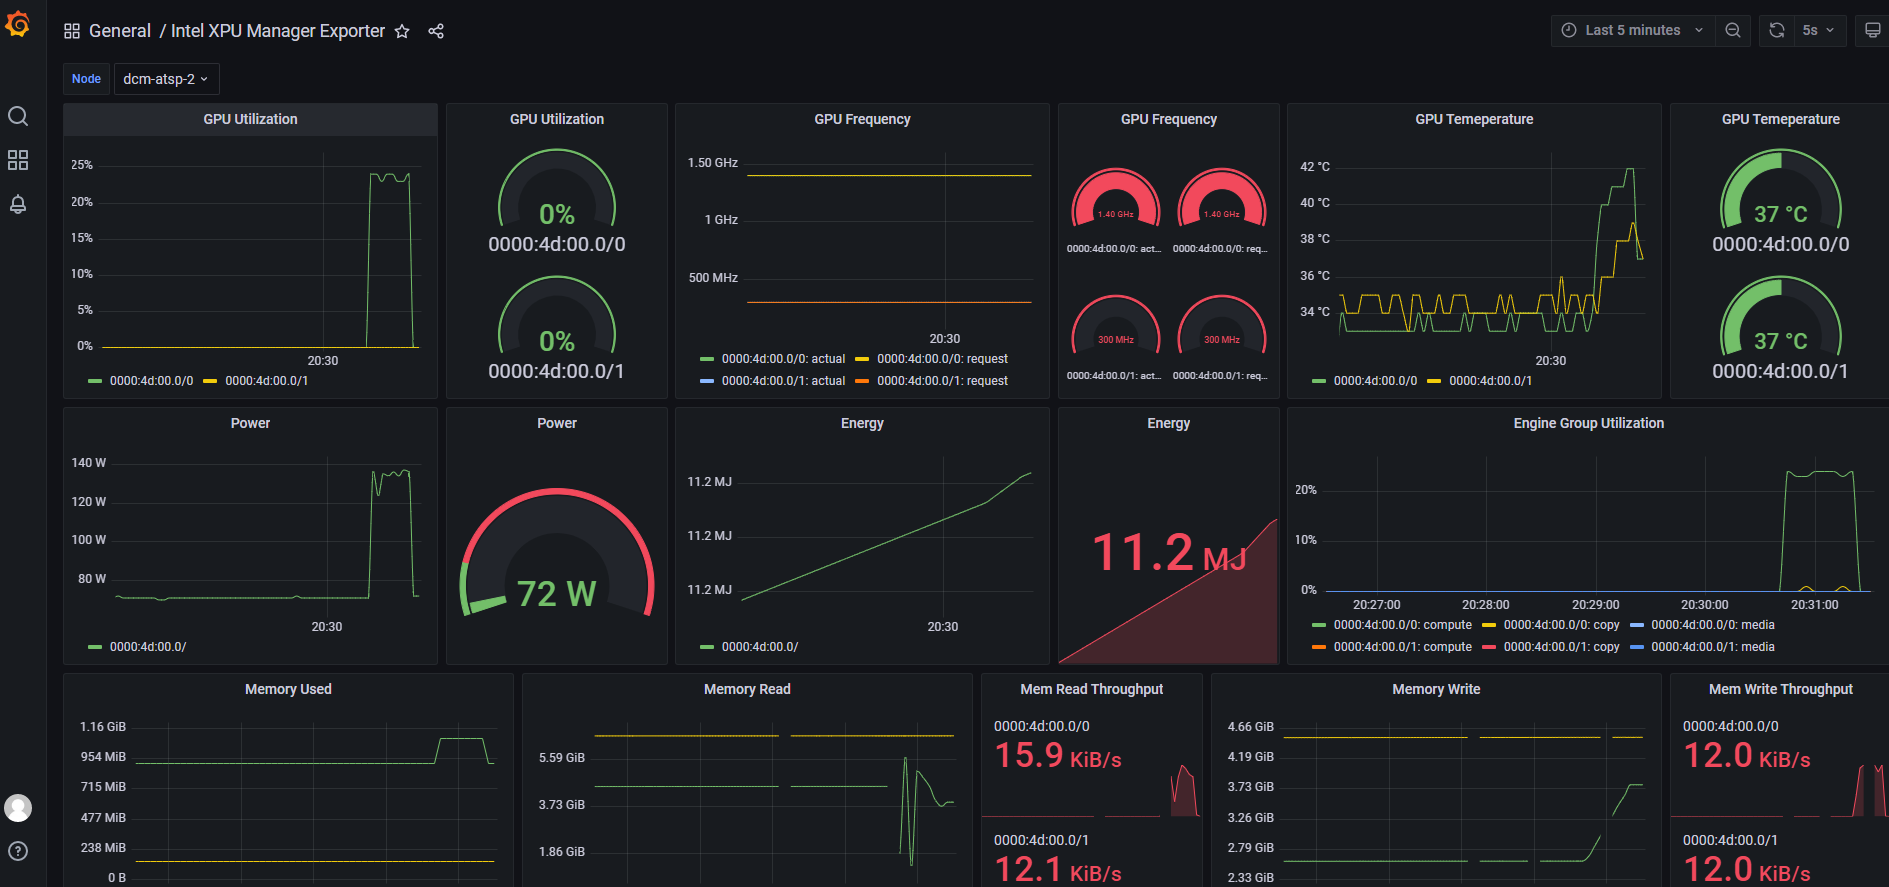 General / Intel XPU Manager Exporter
Last 5 minutes
5s
Node
dcm-atsp-2
GPU Utilization
25%
20%
15%
10%
5%
0%
20:30
0000:4d:00.0/0 0000:4d:00.0/1
GPU Utilization
0%
0000:4d:00.0/0
0%
0000:4d:00.0/1
GPU Frequency
1.50 GHz
1 GHz
500 MHz
20:30
0000:4d:00.0/0: actual 0000:4d:00.0/0: request
0000:4d:00.0/1: actual 0000:4d:00.0/1: request
GPU Frequency
1.40 GHz 1.40 GHz
0000:4d:00.0/0: act... 0000:4d:00.0/0: req...
300 MHz 300 MHz
0000:4d:00.0/1: act... 0000:4d:00.0/1: req...
GPU Temeperature
42 °C
40 °C
38 °C
36 °C
34 °C
20:30
0000:4d:00.0/0 0000:4d:00.0/1
GPU Temeperature
37 °C
0000:4d:00.0/0
37 °C
0000:4d:00.0/1
Power
140 W
120 W
100 W
80 W
20:30
0000:4d:00.0/
Power
72 W
Energy
11.2 MJ
11.2 MJ
11.2 MJ
20:30
0000:4d:00.0/
Energy
11.2 MJ
Engine Group Utilization
20%
10%
0%
20:27:00 20:28:00 20:29:00 20:30:00 20:31:00
0000:4d:00.0/0: compute 0000:4d:00.0/0: copy 0000:4d:00.0/0: media
0000:4d:00.0/1: compute 0000:4d:00.0/1: copy 0000:4d:00.0/1: media
Memory Used
1.16 GiB
954 MiB
715 MiB
477 MiB
238 MiB
0 B
Memory Read
5.59 GiB
3.73 GiB
1.86 GiB
Mem Read Throughput
0000:4d:00.0/0
15.9 KiB/s
0000:4d:00.0/1
12.1 KiB/s
Memory Write
4.66 GiB
4.19 GiB
3.73 GiB
3.26 GiB
2.79 GiB
2.33 GiB
Mem Write Throughput
0000:4d:00.0/0
12.0 KiB/s
0000:4d:00.0/1
12.0 KiB/s